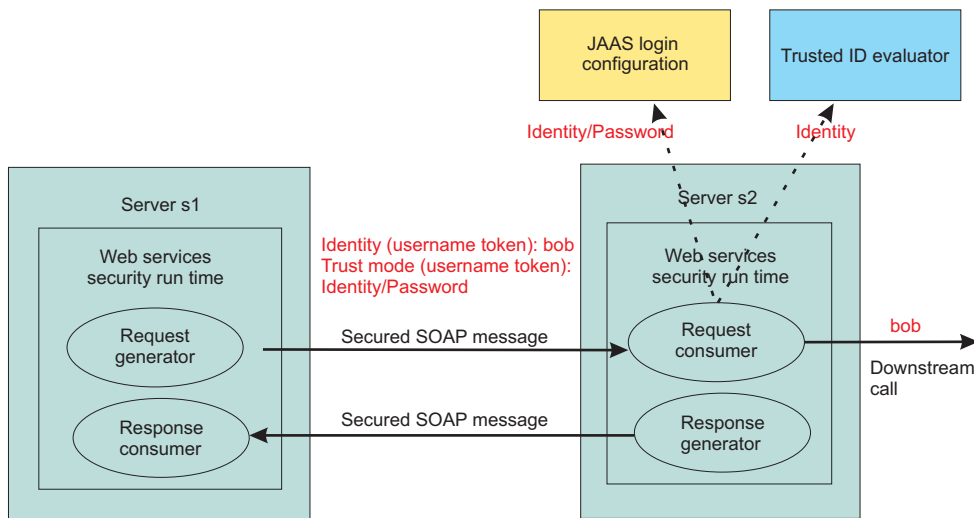 JAAS login
configuration
Trusted ID evaluator
Identity/Password
Identity
Server s1
Server s2
Web services
security run time
Identity (username token): bob
Trust mode (username token):
Identity/Password
Web services
security run time
Request
generator
Secured SOAP message
Request
consumer
bob
Downstream
call
Response
consumer
Secured SOAP message
Response
generator